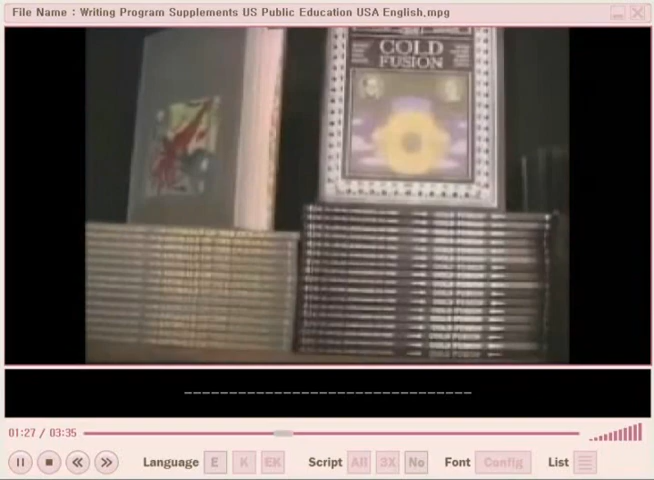 File Name : Writing Program Supplements US Public Education USA English.mpg
COLD
FUSION
01:27 / 03:35
Language E K EK Script All 3X No Font Config List